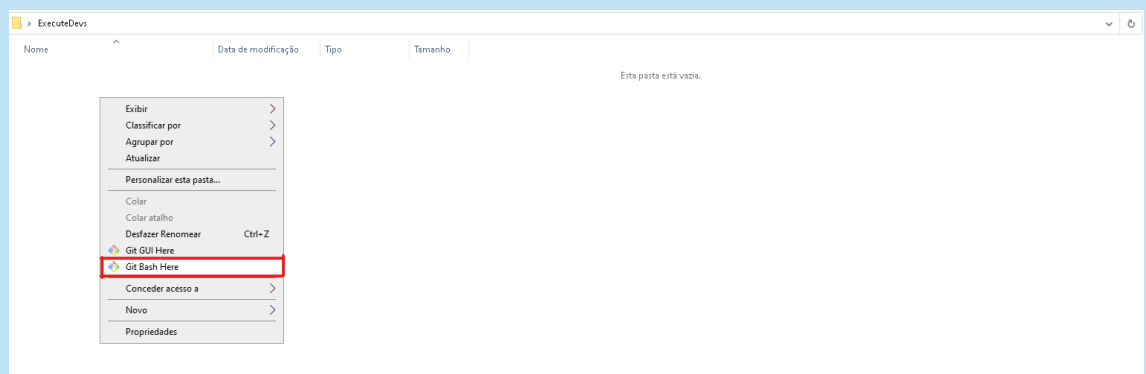 ExecuteDevs
Nome Data de modificação Tipo Tamanho
Esta pasta está vazia.
Exibir
Classificar por
Agrupar por
Atualizar
Personalizar esta pasta...
Colar
Colar atalho
Desfazer Renomear Ctrl+Z
Git GUI Here
Git Bash Here
Conceder acesso a
Novo
Propriedades